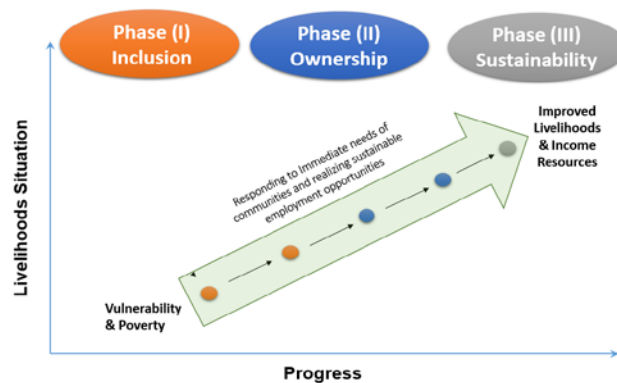 Phase (I)
Inclusion
Phase (II)
Ownership
Phase (III)
Sustainability
Livelihoods Situation
Responding to Immediate needs of
communities and realizing sustainable
employment opportunities
Improved
Livelihoods
& Income
Resources
Vulnerability
& Poverty
Progress